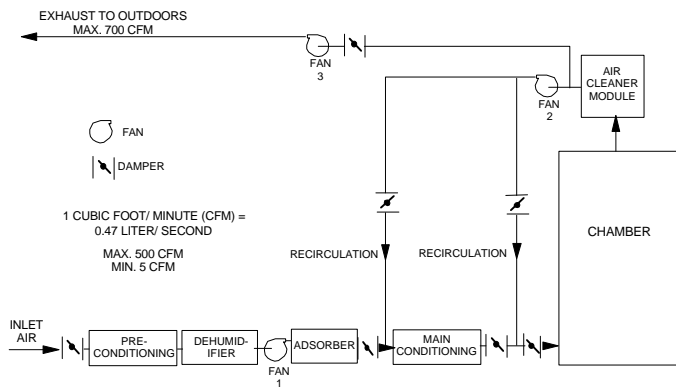 EXHAUST TO OUTDOORS
MAX. 700 CFM
FAN
3
AIR
CLEANER
MODULE
FAN
2
FAN
DAMPER
1 CUBIC FOOT/ MINUTE (CFM) =
0.47 LITER/ SECOND
MAX. 500 CFM
MIN. 5 CFM
RECIRCULATION
RECIRCULATION
CHAMBER
INLET
AIR
PRE-
CONDITIONING
DEHUMID-
IFIER
FAN
1
ADSORBER
MAIN
CONDITIONING